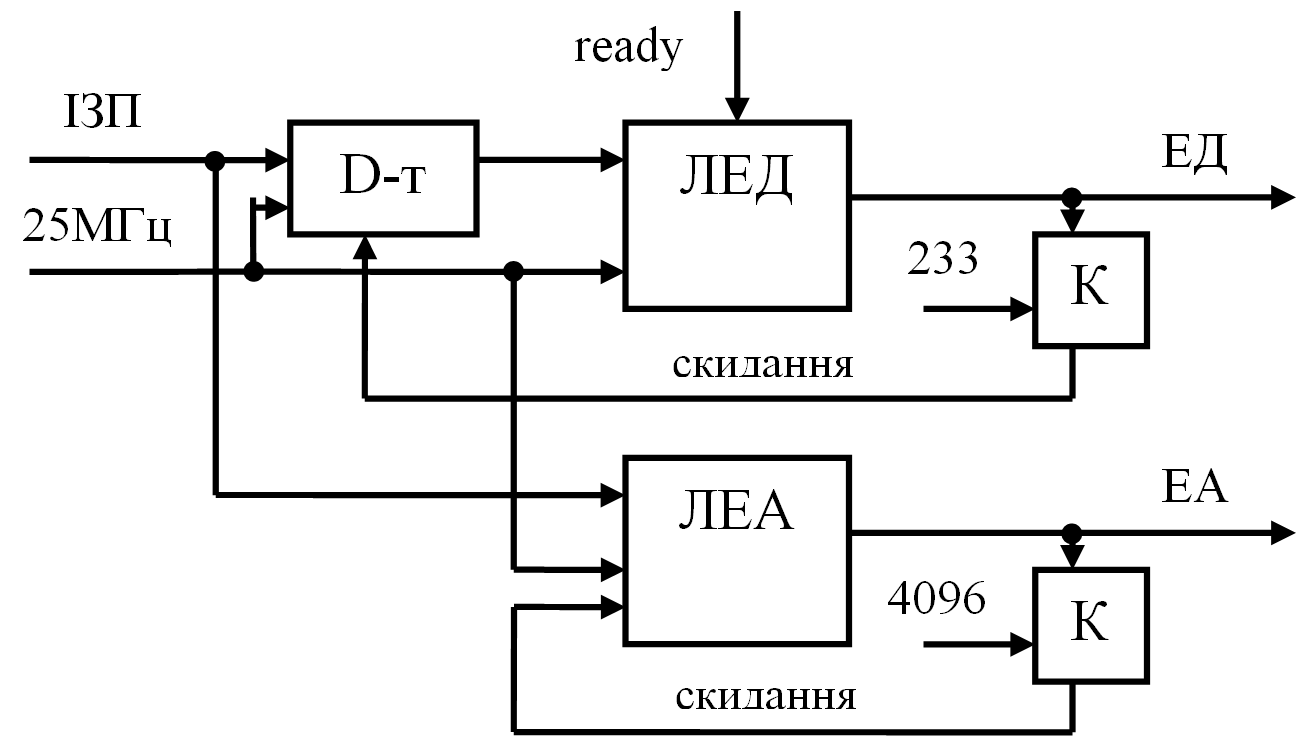 ready
ІЗП
D-т
ЛЕД
ЕД
25МГц
233
К
скидання
ЛЕА
ЕА
4096
К
скидання